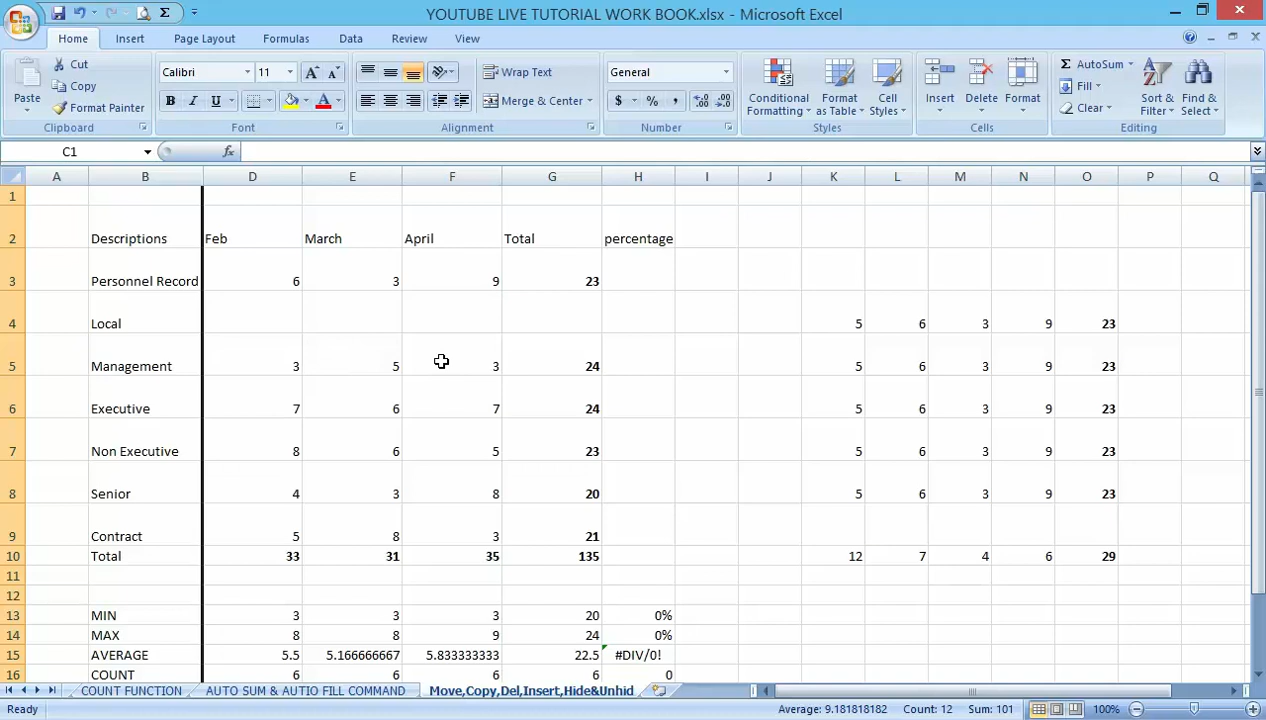 YOUTUBE LIVE TUTORIAL WORK BOOK.xlsx - Microsoft Excel
Home Insert Page Layout Formulas Data Review View
Paste
Cut
Copy
Format Painter
Clipboard
Calibri 11
B I U
Font
Wrap Text
Merge & Center
Alignment
General
$ % ,
Number
Conditional Formatting
Format as Table
Cell Styles
Styles
Insert Delete Format
Cells
Σ AutoSum
Fill
Clear
Sort & Filter
Find & Select
Editing
C1 fx
A B D E F G H I J K L M N O P Q
1
2 Descriptions Feb March April Total percentage
3 Personnel Record 6 3 9 23
4 Local 5 6 3 9 23
5 Management 3 5 3 24 5 6 3 9 23
6 Executive 7 6 7 24 5 6 3 9 23
7 Non Executive 8 6 5 23 5 6 3 9 23
8 Senior 4 3 8 20 5 6 3 9 23
9 Contract 5 8 3 21
10 Total 33 31 35 135 12 7 4 6 29
11
12
13 MIN 3 3 3 20 0%
14 MAX 8 8 9 24 0%
15 AVERAGE 5.5 5.166666667 5.833333333 22.5 #DIV/0!
16 COUNT 6 6 6 6 0
COUNT FUNCTION AUTO SUM & AUTIO FILL COMMAND Move,Copy,Del,Insert,Hide&Unhid
Ready Average: 9.181818182 Count: 12 Sum: 101 100%